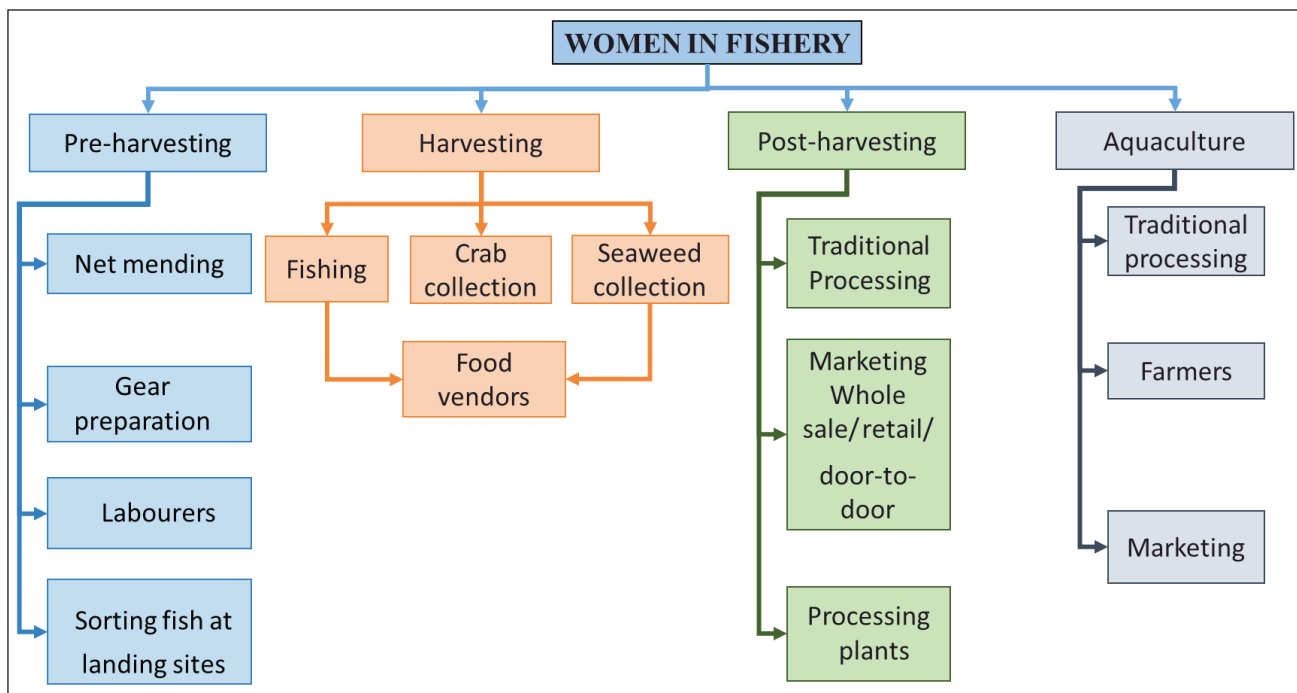 WOMEN IN FISHERY
Pre-harvesting
Net mending
Gear
preparation
Labourers
Sorting fish at
landing sites
Harvesting
Fishing
Crab
collection
Seaweed
collection
Food
vendors
Post-harvesting
Traditional
Processing
Marketing
Whole
sale/retail/
door-to-
door
Processing
plants
Aquaculture
Traditional
processing
Farmers
Marketing